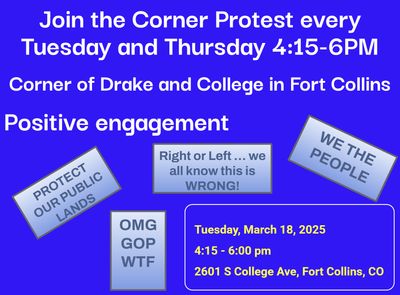 Join the Corner Protest every
Tuesday and Thursday 4:15-6PM
Corner of Drake and College in Fort Collins
Positive engagement
PROTECT
OUR PUBLIC
LANDS
Right or Left ... we
all know this is
WRONG!
WE THE
PEOPLE
OMG
GOP
WTF
Tuesday, March 18, 2025
4:15 - 6:00 pm
2601 S College Ave, Fort Collins, CO